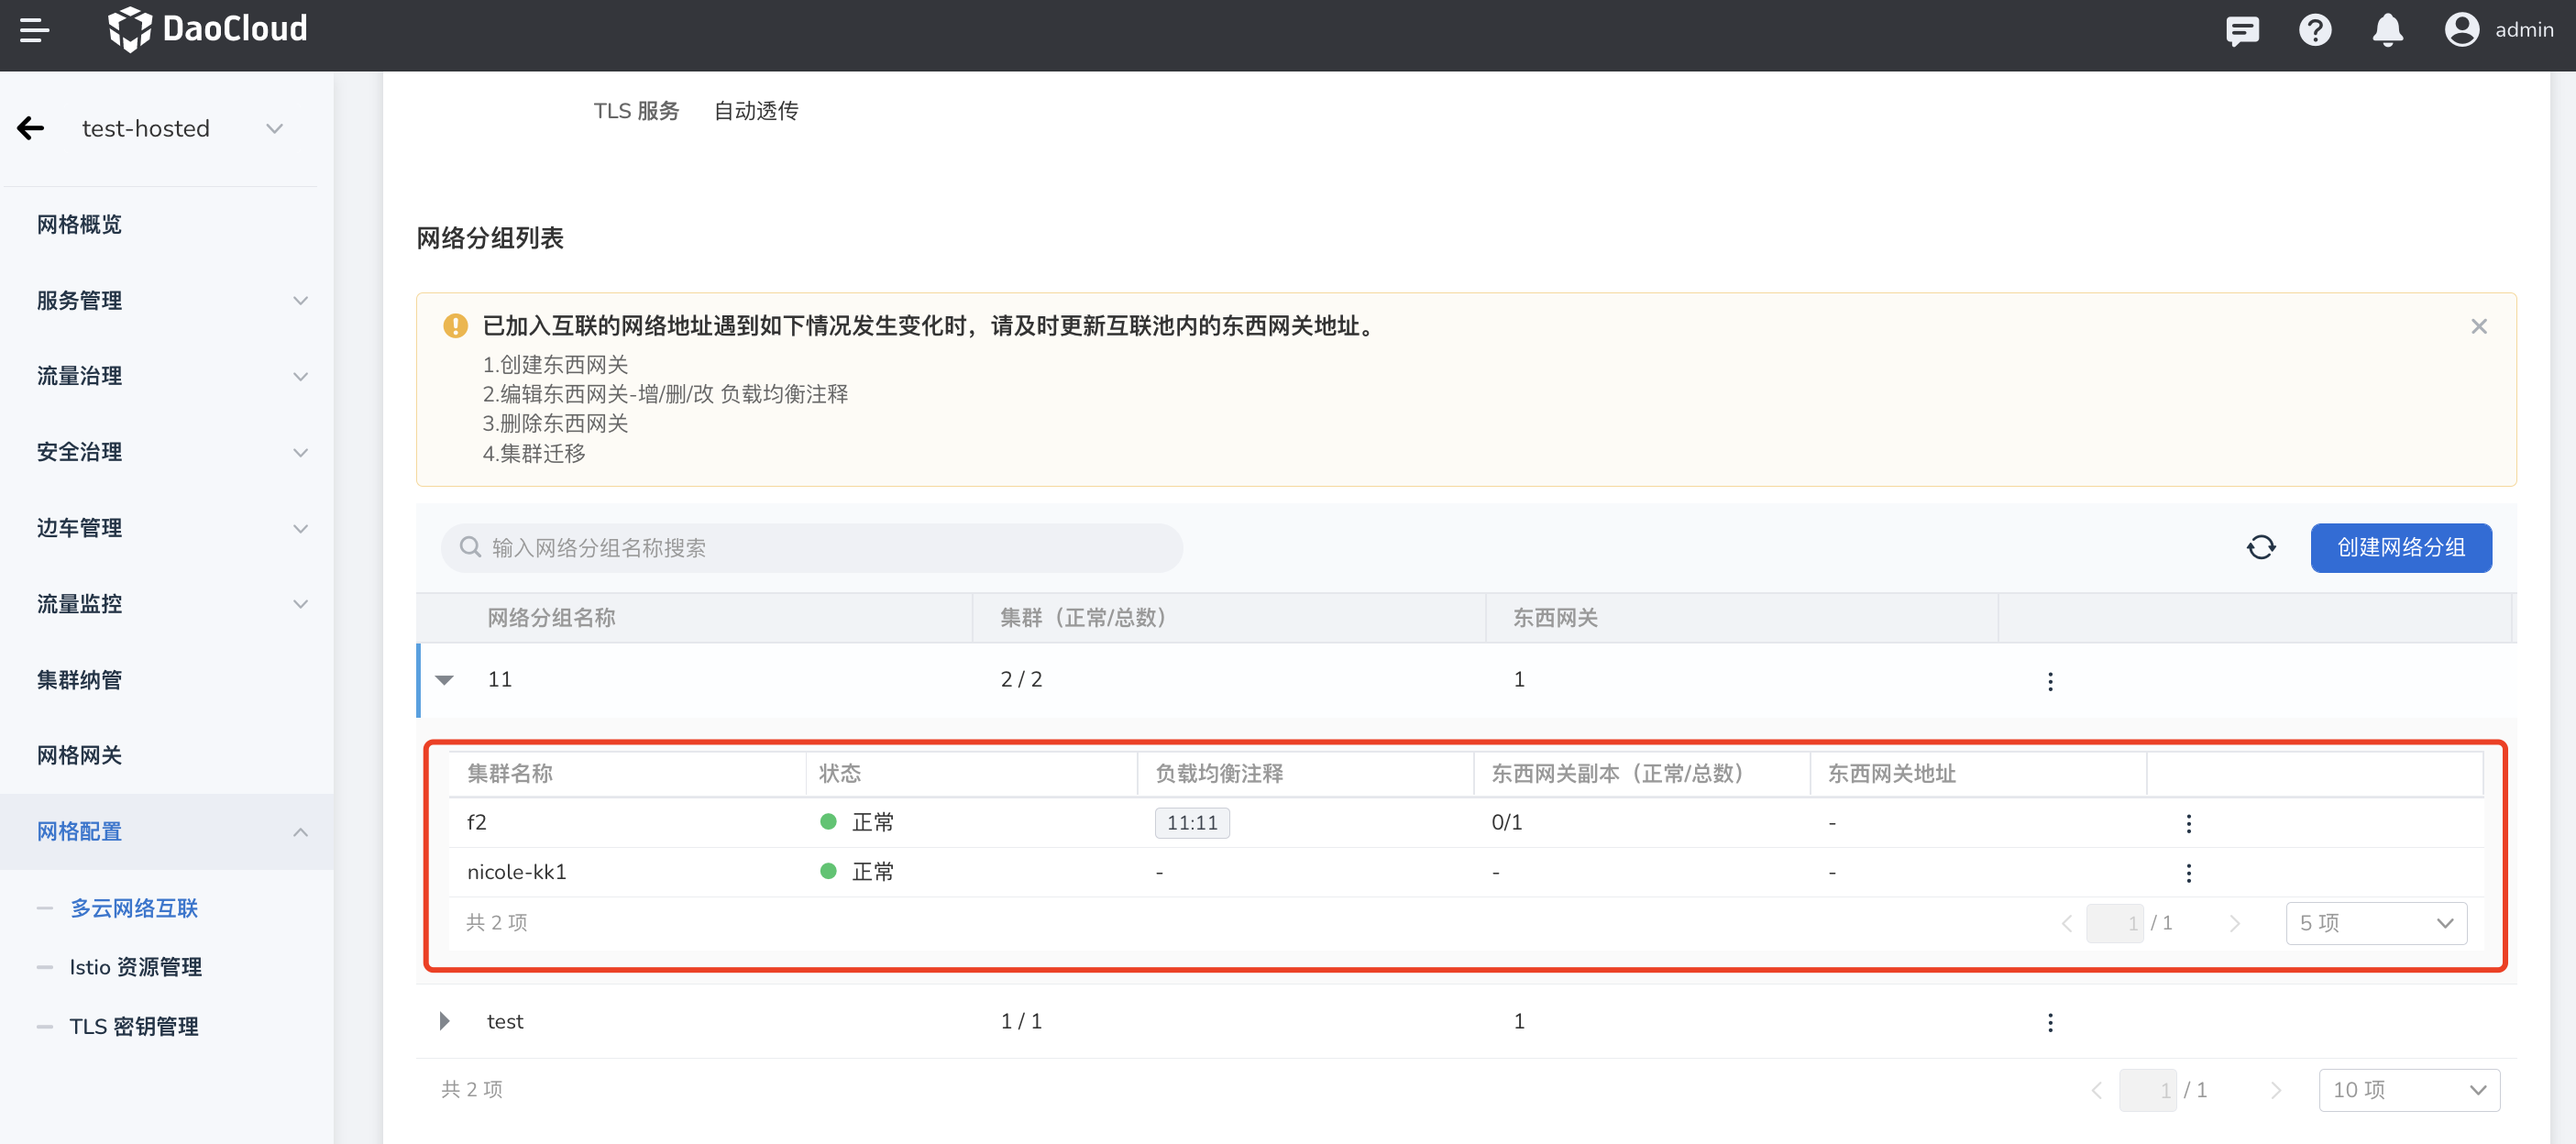 DaoCloud
admin
test-hosted
网格概览
服务管理
流量治理
安全治理
边车管理
流量监控
集群纳管
网格网关
网格配置
多云网络互联
Istio 资源管理
TLS 密钥管理
TLS 服务 自动透传
网络分组列表
已加入互联的网络地址遇到如下情况发生变化时，请及时更新互联池内的东西网关地址。
1.创建东西网关
2.编辑东西网关-增/删/改 负载均衡注释
3.删除东西网关
4.集群迁移
输入网络分组名称搜索
创建网络分组
网络分组名称 集群（正常/总数） 东西网关
11 2 / 2 1
集群名称 状态 负载均衡注释 东西网关副本（正常/总数） 东西网关地址
f2 正常 11:11 0/1 -
nicole-kk1 正常 - - -
共 2 项 1 / 1 5 项
test 1 / 1 1
共 2 项 1 / 1 10 项